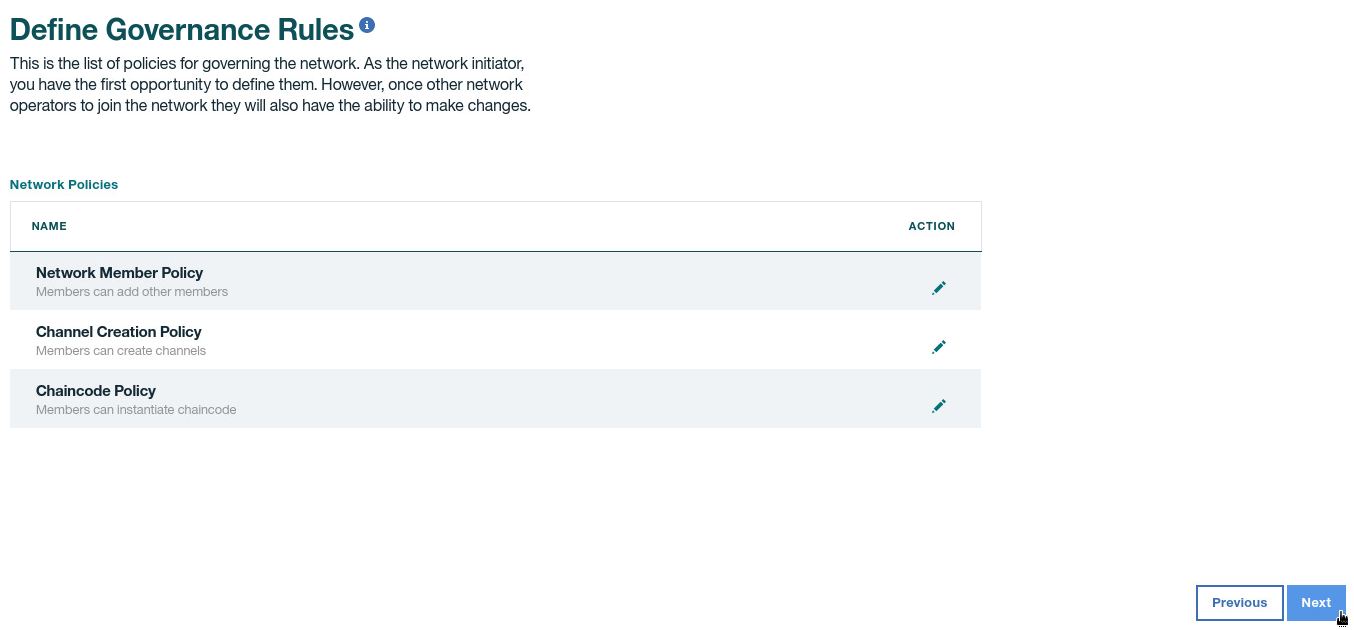 Define Governance Rules
This is the list of policies for governing the network. As the network initiator,
you have the first opportunity to define them. However, once other network
operators to join the network they will also have the ability to make changes.
Network Policies
NAME ACTION
Network Member Policy
Members can add other members
Channel Creation Policy
Members can create channels
Chaincode Policy
Members can instantiate chaincode
Previous Next